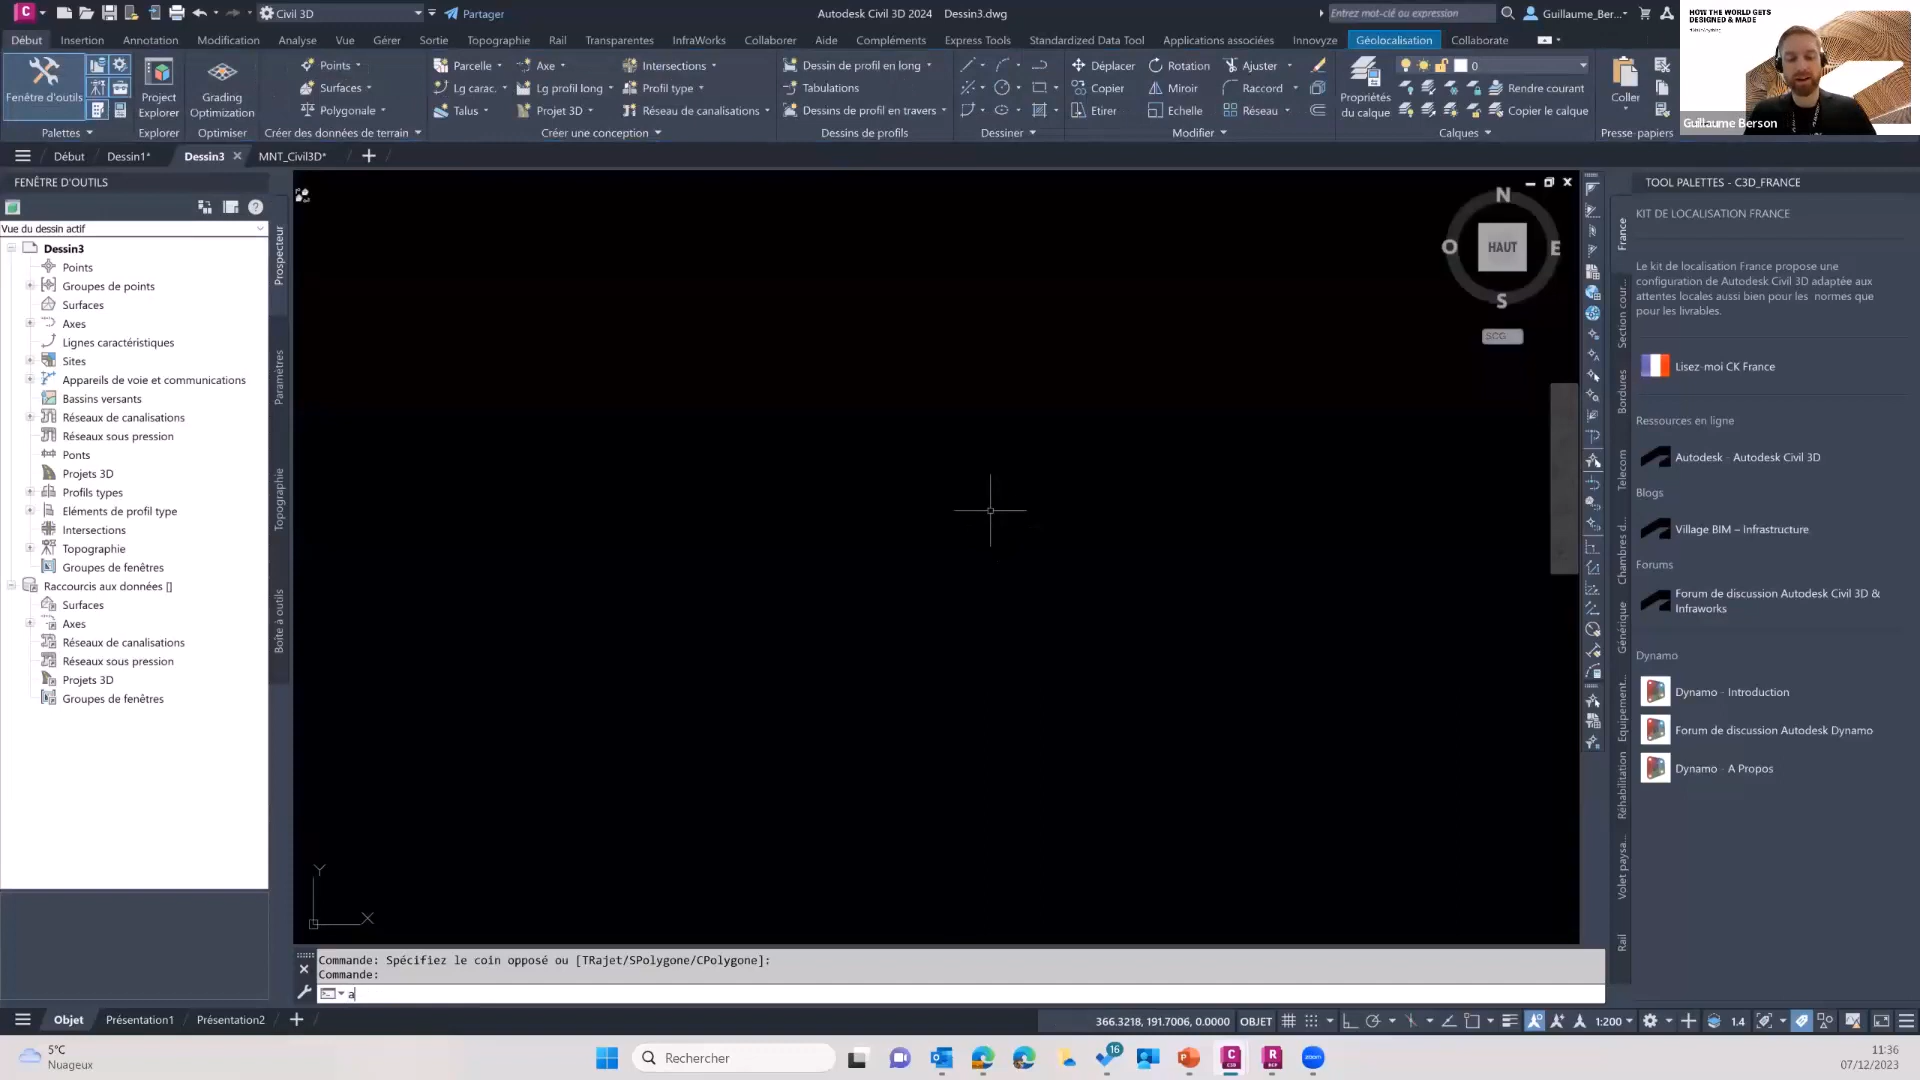 Civil 3D
Partager
Autodesk Civil 3D 2024 Dessin3.dwg
Entrez mot-clé ou expression
Guillaume_Ber...
HOW THE WORLD GETS
DESIGNED & MADE
Début Insertion Annotation Modification Analyse Vue Gérer Sortie Topographie Rail Transparentes InfraWorks Collaborer Aide Compléments Express Tools Standardized Data Tool Applications associées Innovyze Géolocalisation Collaborate
Points Parcelle Axe Intersections Dessin de profil en long Déplacer Rotation Ajuster 0
Fenêtre d'outils Project Explorer Grading Optimization Surfaces Lg carac. Lg profil long Profil type Tabulations Copier Miroir Raccord Propriétés du calque Rendre courant Coller
Polygonale Talus Projet 3D Réseau de canalisations Dessins de profil en travers Etirer Echelle Réseau Copier le calque
Guillaume Berson
Palettes Explorer Optimiser Créer des données de terrain Créer une conception Dessins de profils Dessiner Modifier Calques Presse-papiers
Début Dessin1* Dessin3 MNT_Civil3D*
FENÊTRE D'OUTILS
Vue du dessin actif
Dessin3
Points
Groupes de points
Surfaces
Axes
Lignes caractéristiques
Sites
Appareils de voie et communications
Bassins versants
Réseaux de canalisations
Réseaux sous pression
Ponts
Projets 3D
Profils types
Eléments de profil type
Intersections
Topographie
Groupes de fenêtres
Raccourcis aux données []
Surfaces
Axes
Réseaux de canalisations
Réseaux sous pression
Projets 3D
Groupes de fenêtres
Prospecteur
Paramètres
Topographie
Boîte à outils
N
O
HAUT
E
S
SCG
Y
X
TOOL PALETTES - C3D_FRANCE
KIT DE LOCALISATION FRANCE
Le kit de localisation France propose une
configuration de Autodesk Civil 3D adaptée aux
attentes locales aussi bien pour les normes que
pour les livrables.
Lisez-moi CK France
Ressources en ligne
Autodesk - Autodesk Civil 3D
Blogs
Village BIM – Infrastructure
Forums
Forum de discussion Autodesk Civil 3D &
Infraworks
Dynamo
Dynamo - Introduction
Forum de discussion Autodesk Dynamo
Dynamo - A Propos
France
Section cour...
Bordures
Telecom
Chambres d...
Générique
Equipement...
Réhabilitation
Volet paysa...
Rail
Commande: Spécifiez le coin opposé ou [TRajet/SPolygone/CPolygone]:
Commande:
a
Objet Présentation1 Présentation2
366.3218, 191.7006, 0.0000 OBJET
1:200
1.4
5°C
Nuageux
Rechercher
16
zoom
11:36
07/12/2023